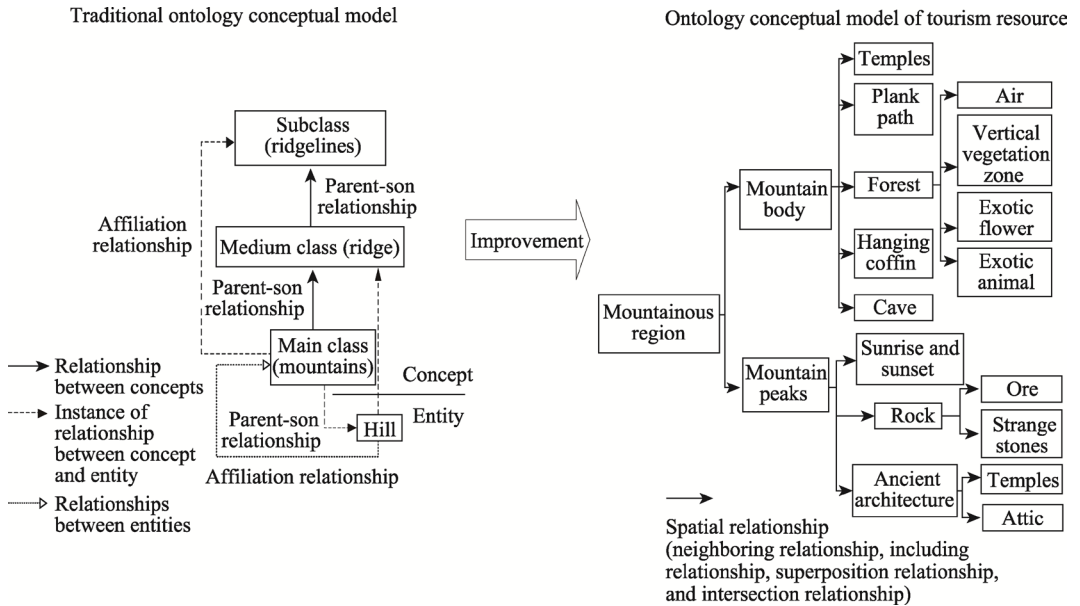 Traditional ontology conceptual model
Subclass
(ridgelines)
Parent-son
relationship
Affiliation
relationship
Medium class (ridge)
Parent-son
relationship
Main class
(mountains)
Concept
Entity
Parent-son
relationship
Hill
Affiliation relationship
Relationship
between concepts
Instance of
relationship
between concept
and entity
Relationships
between entities
Improvement
Ontology conceptual model of tourism resource
Mountainous
region
Mountain
body
Temples
Plank
path
Forest
Air
Vertical
vegetation
zone
Exotic
flower
Exotic
animal
Hanging
coffin
Cave
Mountain
peaks
Sunrise and
sunset
Rock
Ore
Strange
stones
Ancient
architecture
Temples
Attic
Spatial relationship
(neighboring relationship, including
relationship, superposition relationship,
and intersection relationship)